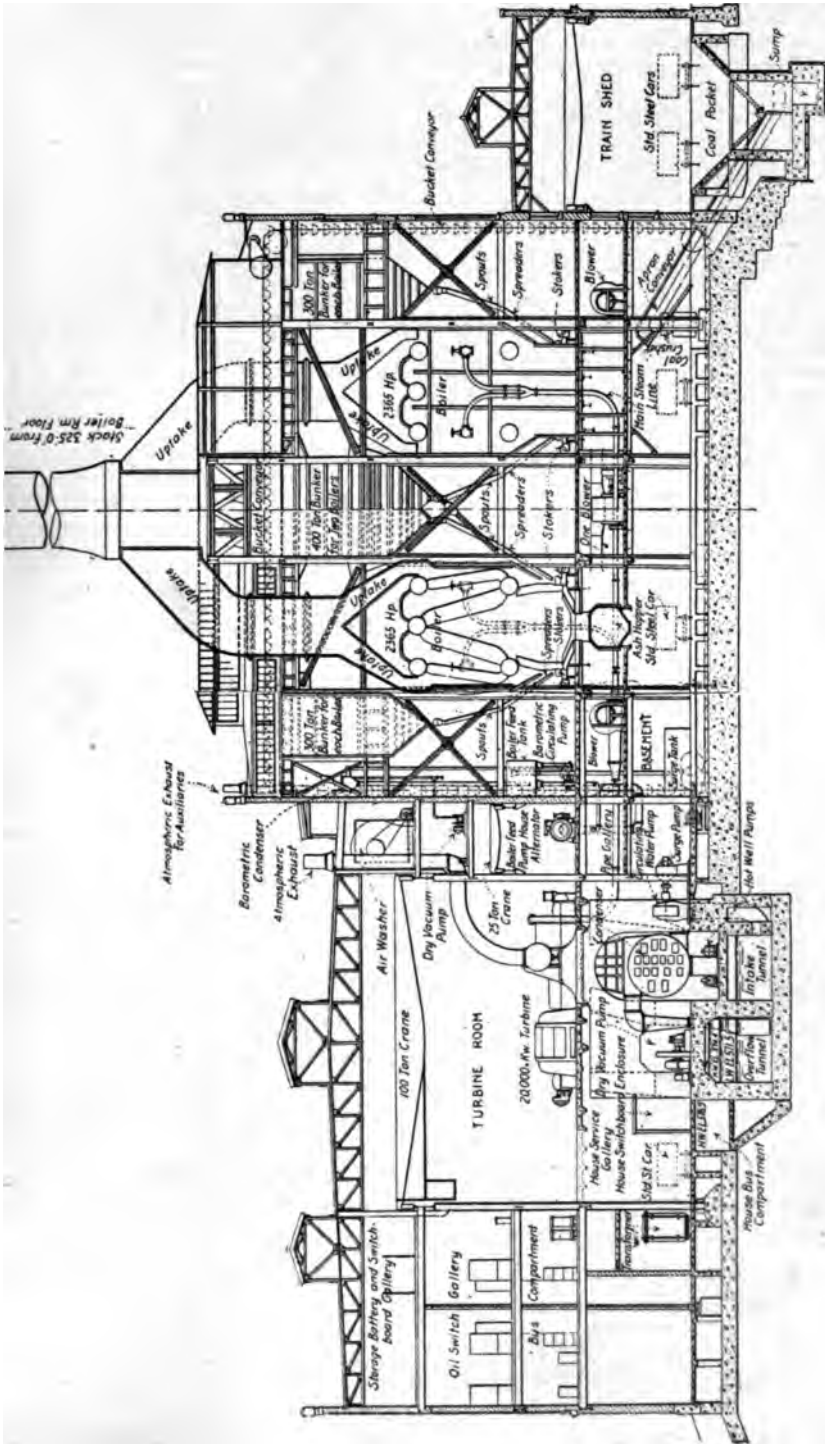 Stack 325'-0 from
Boiler Rm. Floor
Uptake
Uptake
Atmospheric Exhaust
for Auxiliaries
Barometric
Condenser
Atmospheric
Exhaust
Air Washer
100 Ton Crane
Dry Vacuum
Pump
25 Ton
Crane
TURBINE ROOM
20,000-Kw. Turbine
Storage Battery and Switch-
board Gallery
Oil Switch Gallery
Bus Compartment
Transformer
House Service
Gallery
House Switchboard Enclosure
Std St Car
House Bus
Compartment
Dry Vacuum Pump
Condenser
Overflow
Tunnel
Intake
Tunnel
Hot Well Pumps
Boiler Feed
Pump House
Alternator
Pipe Gallery
Circulating
Water Pump
Surge Pump
300 Ton
Bunker for
each Boiler
Sprouts
Boiler Feed
Tank
Barometric
Circulating
Pump
Blower
BASEMENT
Surge Tank
Uptake
Uptake
2365 Hp.
Boiler
Spreaders
Stokers
Ash Hopper
Std. Steel Car
Bucket Conveyor
400 Ton Bunker
for Two Boilers
Spouts
Spreaders
Stokers
One Blower
Uptake
Uptake
2365 Hp.
Boiler
Main Steam
Line
Coal
Crusher
300 Ton
Bunker for
each Boiler
Spouts
Spreaders
Stokers
Blower
Apron
Conveyor
Bucket Conveyor
TRAIN SHED
Std. Steel Cars
Coal Pocket
Sump